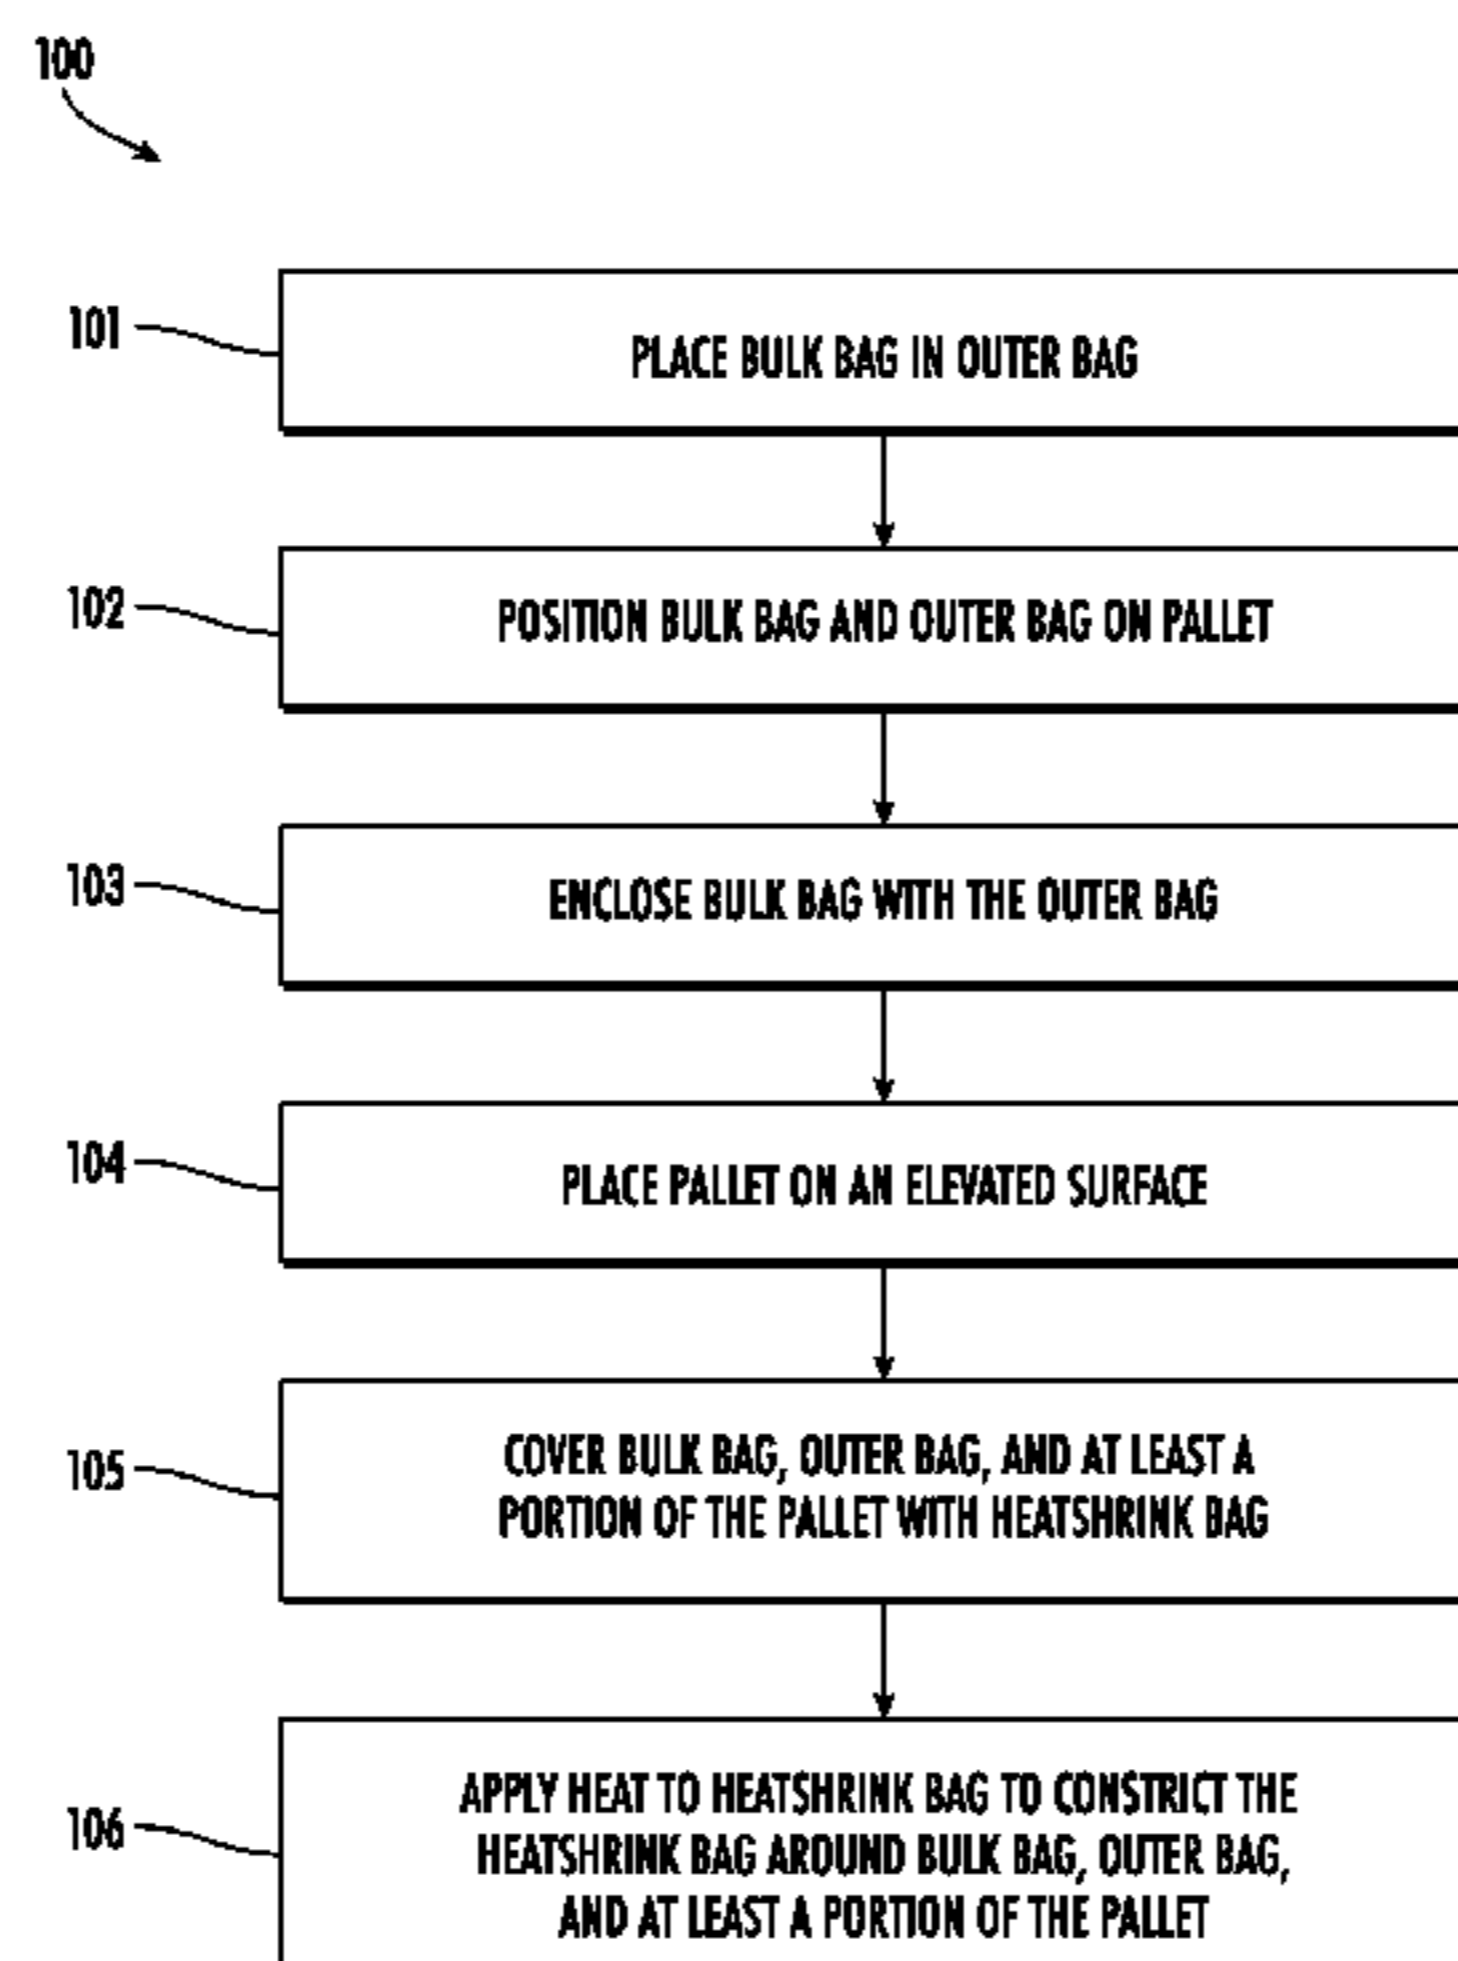 100
101
PLACE BULK BAG IN OUTER BAG
102
POSITION BULK BAG AND OUTER BAG ON PALLET
103
ENCLOSE BULK BAG WITH THE OUTER BAG
104
PLACE PALLET ON AN ELEVATED SURFACE
105
COVER BULK BAG, OUTER BAG, AND AT LEAST A
PORTION OF THE PALLET WITH HEATSHRINK BAG
106
APPLY HEAT TO HEATSHRINK BAG TO CONSTRICT THE
HEATSHRINK BAG AROUND BULK BAG, OUTER BAG,
AND AT LEAST A PORTION OF THE PALLET